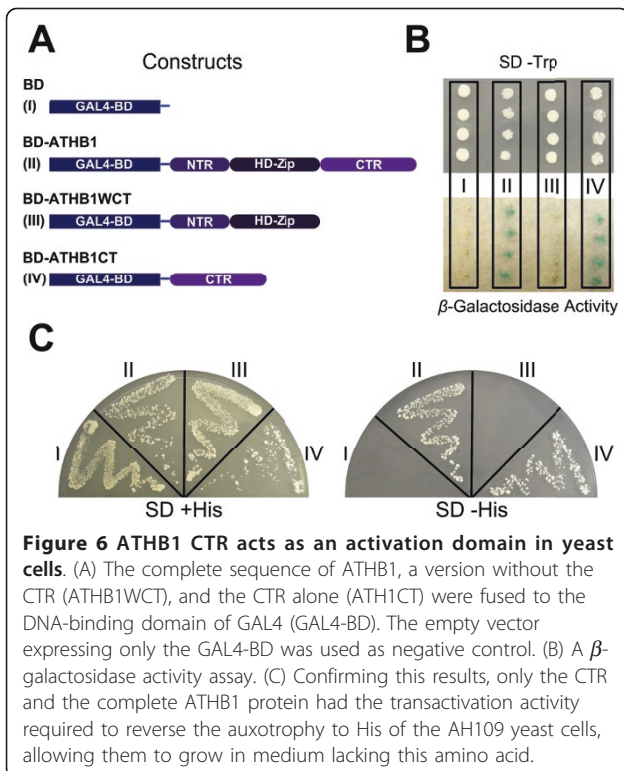 A
Constructs
BD
(I) GAL4-BD
BD-ATHB1
(II) GAL4-BD NTR HD-Zip CTR
BD-ATHB1WCT
(III) GAL4-BD NTR HD-Zip
BD-ATHB1CT
(IV) GAL4-BD CTR
B
SD -Trp
I II III IV
β-Galactosidase Activity
C
I II III IV
SD +His
I II III IV
SD -His
Figure 6 ATHB1 CTR acts as an activation domain in yeast
cells. (A) The complete sequence of ATHB1, a version without the
CTR (ATHB1WCT), and the CTR alone (ATH1CT) were fused to the
DNA-binding domain of GAL4 (GAL4-BD). The empty vector
expressing only the GAL4-BD was used as negative control. (B) A β-
galactosidase activity assay. (C) Confirming this results, only the CTR
and the complete ATHB1 protein had the transactivation activity
required to reverse the auxotrophy to His of the AH109 yeast cells,
allowing them to grow in medium lacking this amino acid.